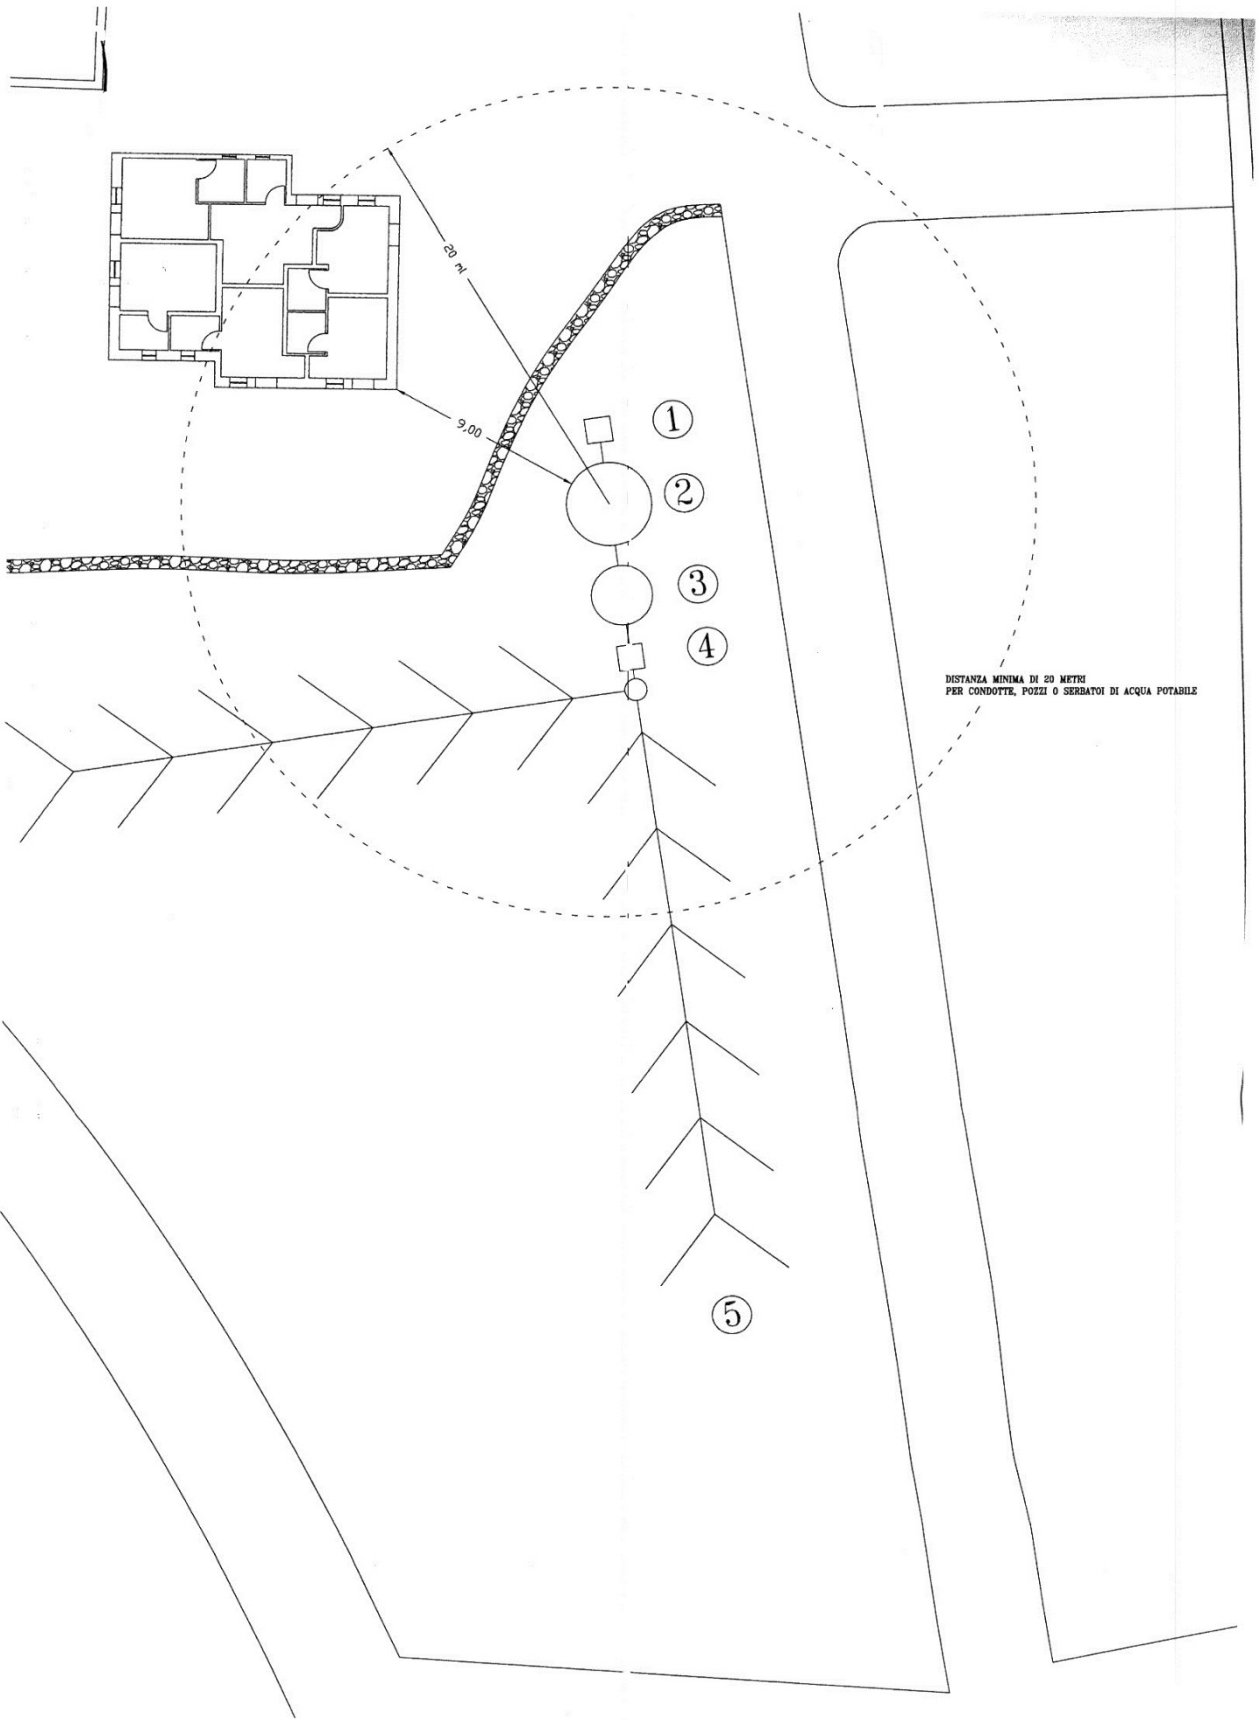 20 ml
9,00
1
2
3
4
DISTANZA MINIMA DI 20 METRI
PER CONDOTTE, POZZI O SERBATOI DI ACQUA POTABILE
5